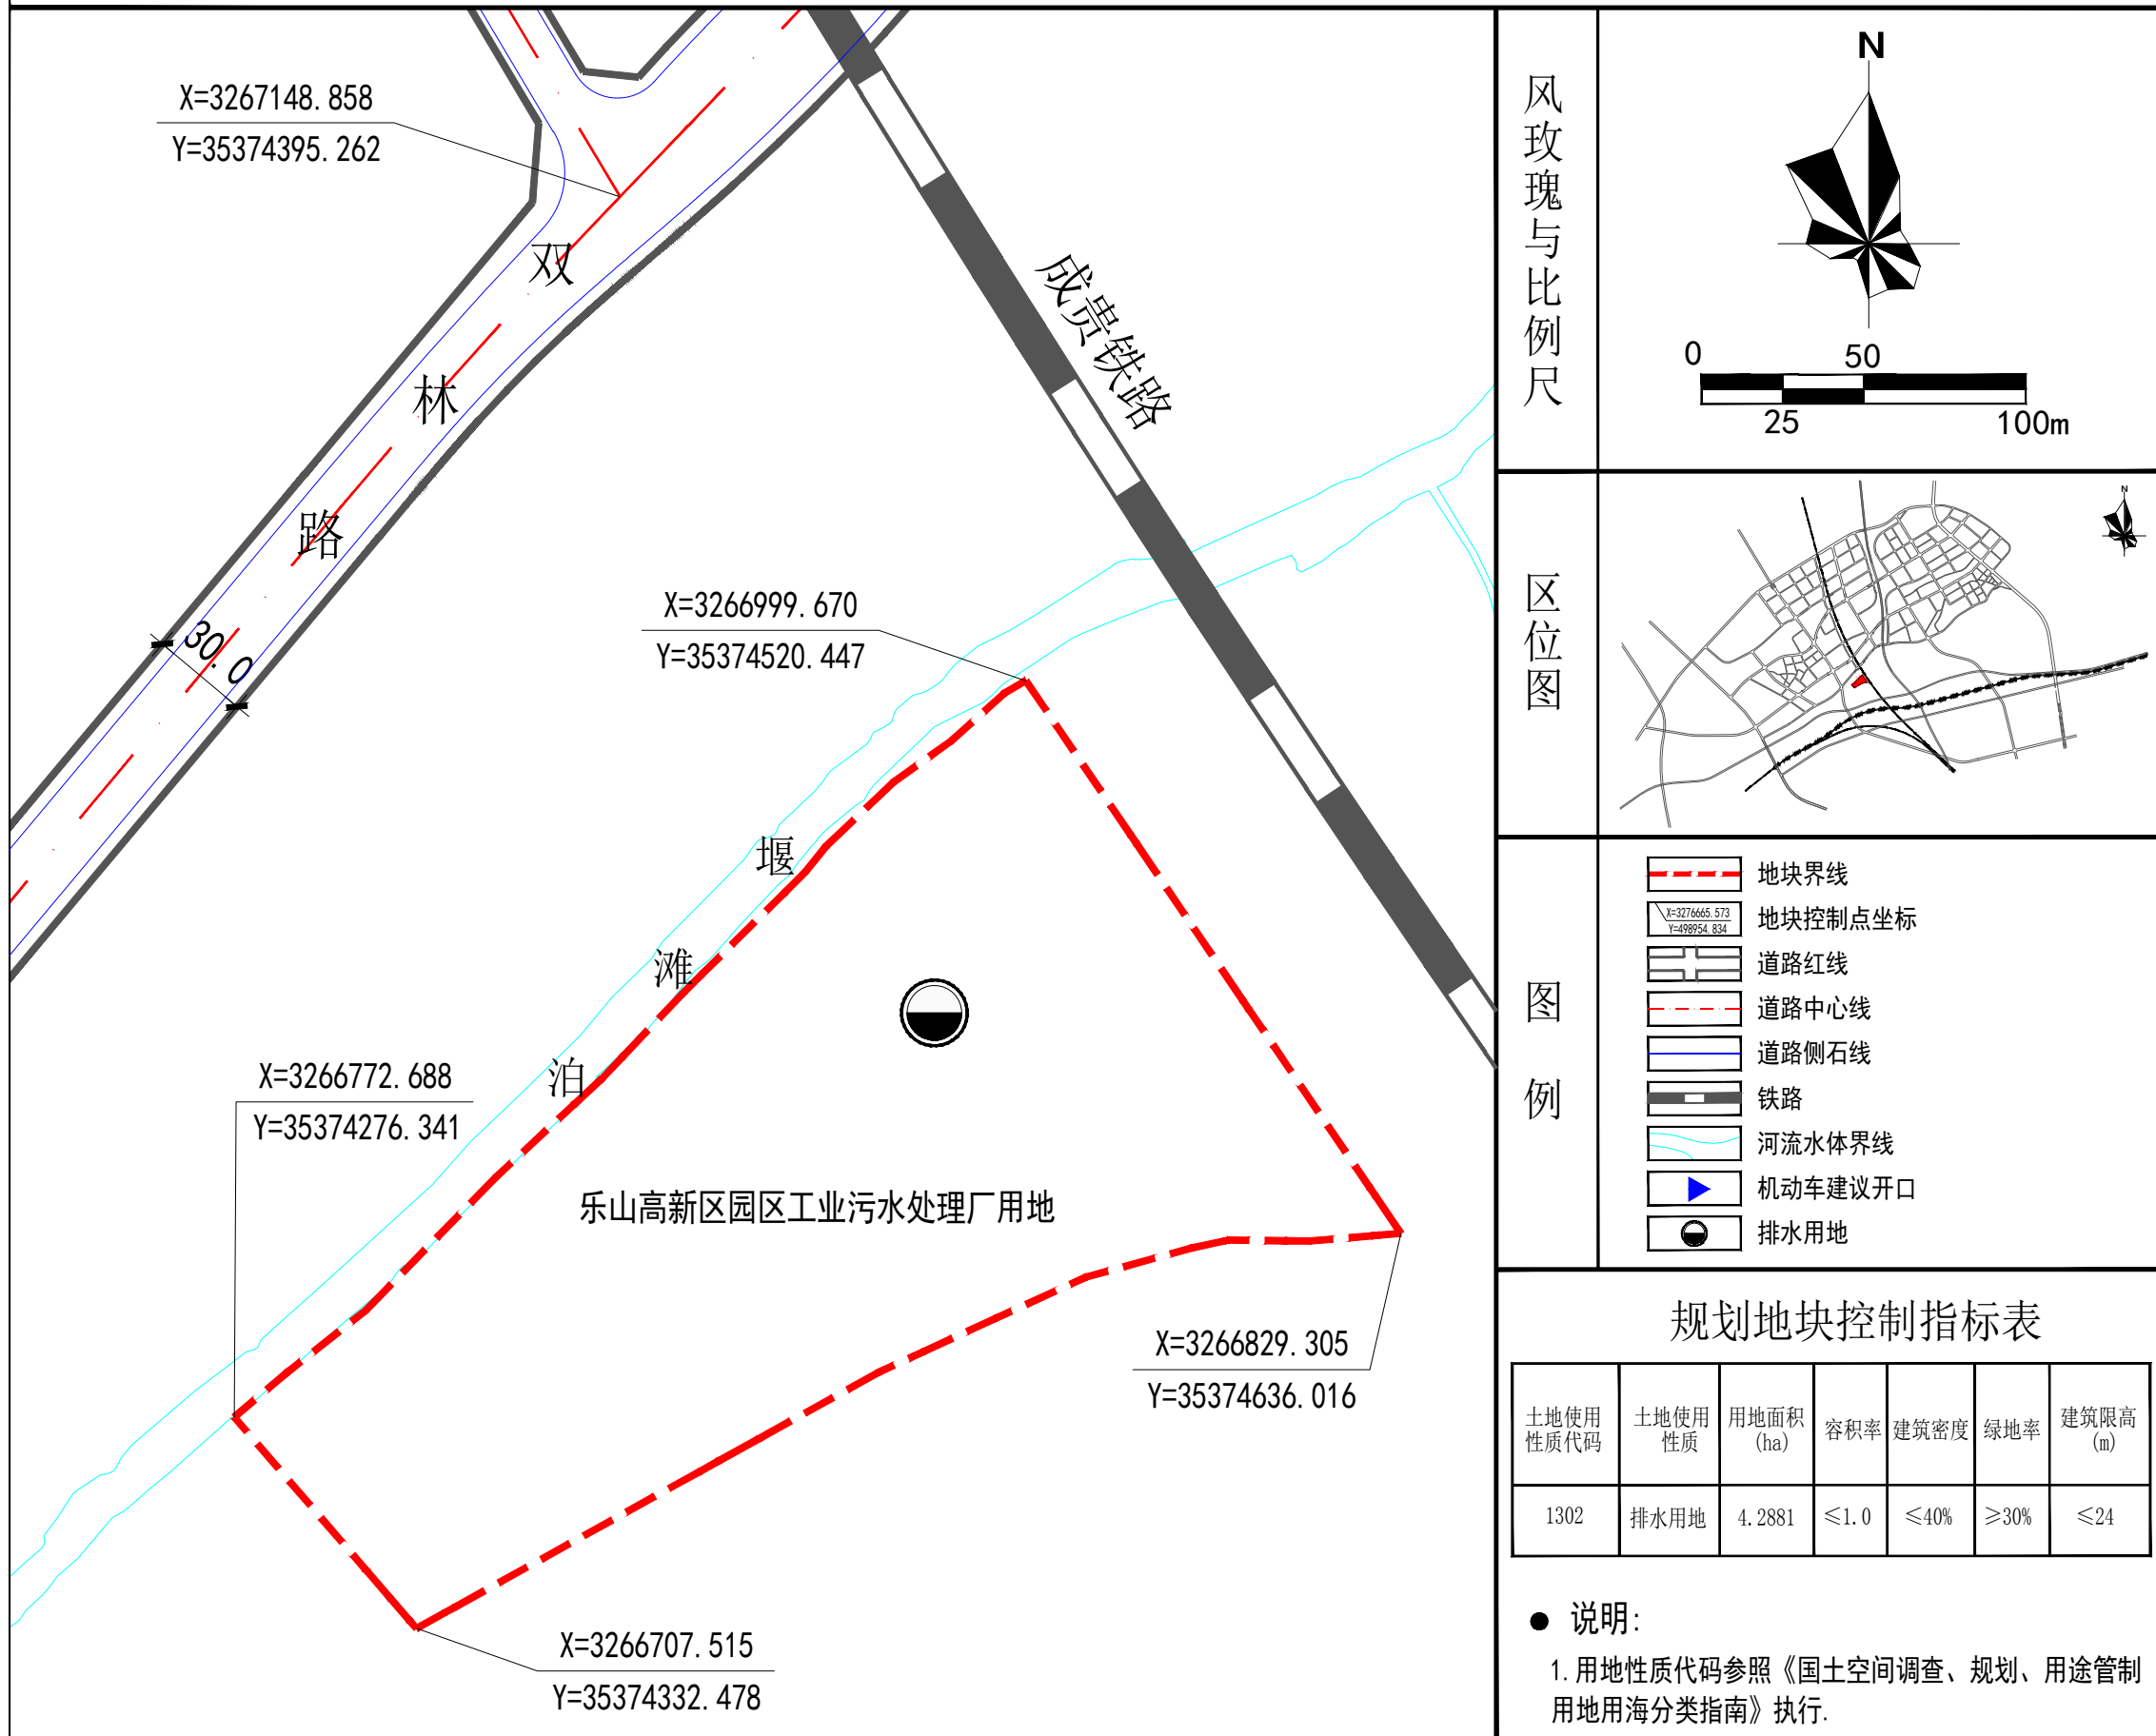 X=3267148.858
Y=35374395.262
双
林
路
30.0
成贵铁路
X=3266999.670
Y=35374520.447
堰
滩
泊
X=3266772.688
Y=35374276.341
乐山高新区园区工业污水处理厂用地
X=3266829.305
Y=35374636.016
X=3266707.515
Y=35374332.478
风玫瑰与比例尺
N
0
50
25
100m
区位图
N
图例
地块界线
X=3276665.573
Y=498954.834
地块控制点坐标
道路红线
道路中心线
道路侧石线
铁路
河流水体界线
机动车建议开口
排水用地
规划地块控制指标表
土地使用性质代码 土地使用性质 用地面积(ha) 容积率 建筑密度 绿地率 建筑限高(m)
1302 排水用地 4.2881 ≤1.0 ≤40% ≥30% ≤24
● 说明:
1.用地性质代码参照《国土空间调查、规划、用途管制
用地用海分类指南》执行.